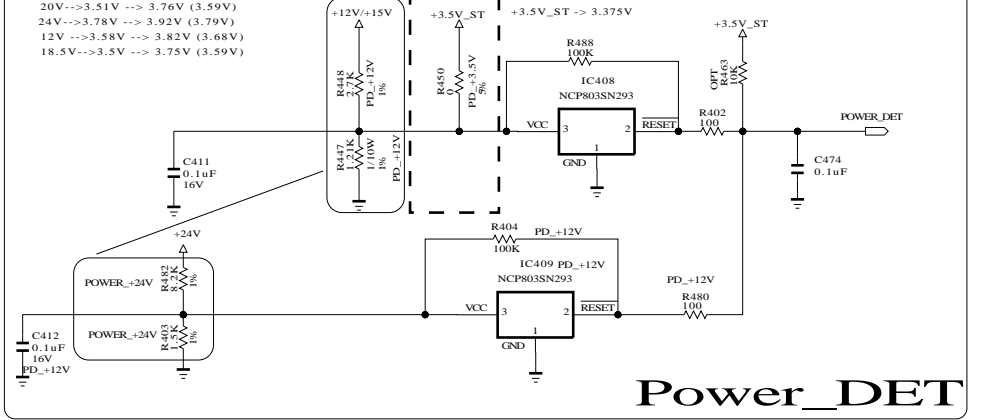 20V-->3.51V --> 3.76V (3.59V)
24V-->3.78V --> 3.92V (3.79V)
12V -->3.58V --> 3.82V (3.68V)
18.5V-->3.5V --> 3.75V (3.59V)
+12V/+15V
+3.5V_ST
+3.5V_ST -> 3.375V
+3.5V_ST
R448
2.7K
PD_+12V
1%
R450
0
PD_+3.5V
5%
R488
100K
IC408
NCP803SN293
OPT
R463
10K
VCC
3
2
RESET
1
GND
R402
100
POWER_DET
R447
1.21K
1/10W
1%
PD_+12V
C411
0.1uF
16V
C474
0.1uF
+24V
R404
100K
PD_+12V
IC409
PD_+12V
NCP803SN293
POWER_+24V
R482
8.2K
1%
PD_+12V
R480
100
VCC
3
2
RESET
1
GND
POWER_+24V
R403
1.5K
1%
C412
0.1uF
16V
PD_+12V
Power_DET